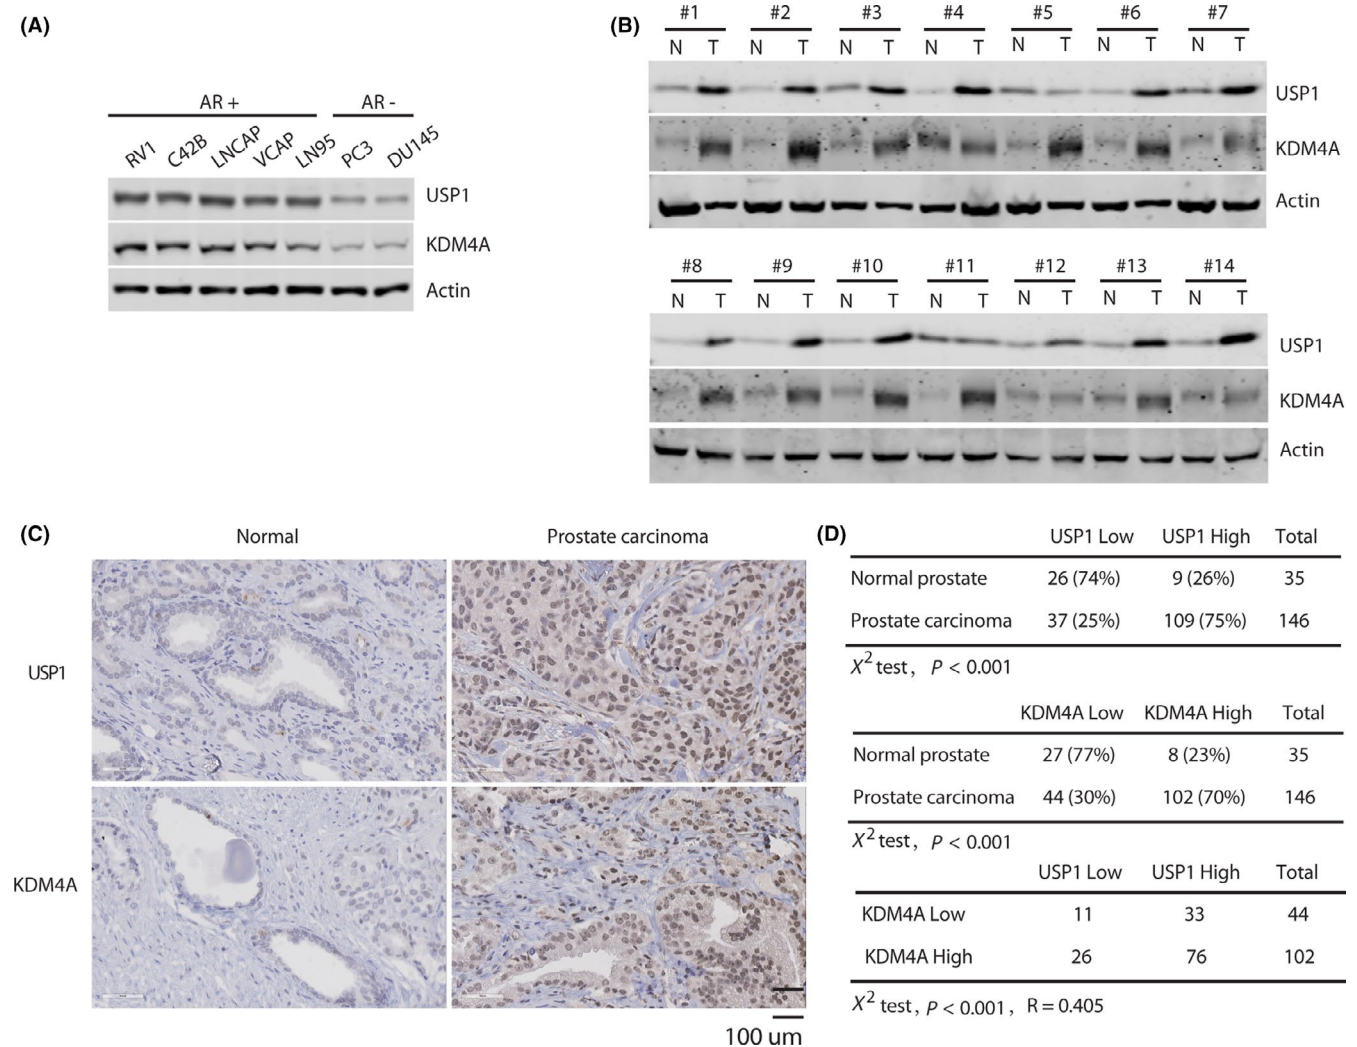 (A)
AR + AR -
RV1 C42B LNCAP VCAP LN95 PC3 DU145
USP1
KDM4A
Actin
(B)
#1 #2 #3 #4 #5 #6 #7
N T N T N T N T N T N T N T
USP1
KDM4A
Actin
#8 #9 #10 #11 #12 #13 #14
N T N T N T N T N T N T N T
USP1
KDM4A
Actin
(C)
Normal Prostate carcinoma
USP1
KDM4A
100 um
(D)
USP1 Low USP1 High Total
Normal prostate 26 (74%) 9 (26%) 35
Prostate carcinoma 37 (25%) 109 (75%) 146
X² test, P < 0.001
KDM4A Low KDM4A High Total
Normal prostate 27 (77%) 8 (23%) 35
Prostate carcinoma 44 (30%) 102 (70%) 146
X² test, P < 0.001
USP1 Low USP1 High Total
KDM4A Low 11 33 44
KDM4A High 26 76 102
X² test, P < 0.001, R = 0.405